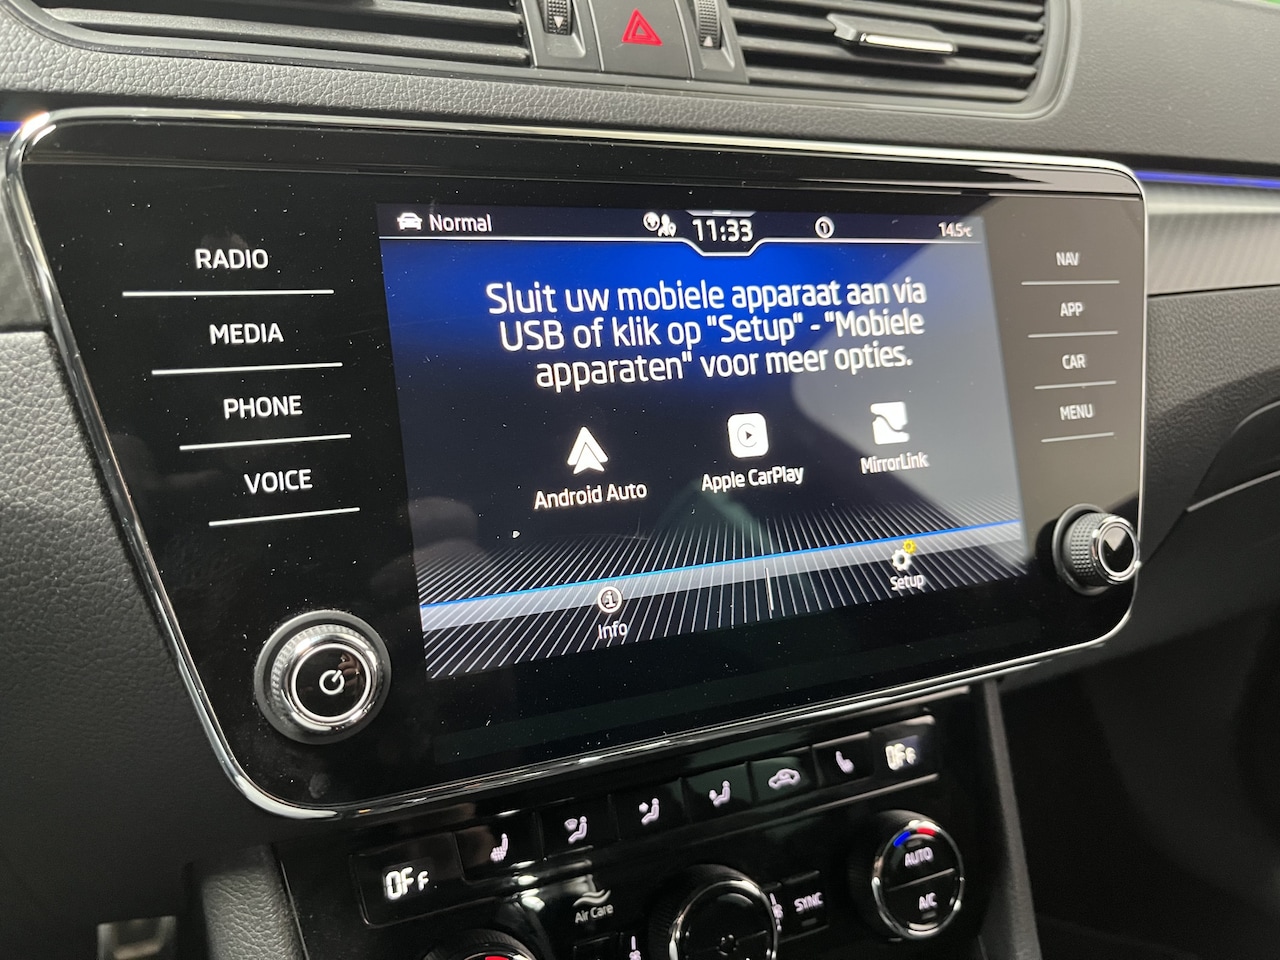 Normal
11:33
1
14.5°C
RADIO
MEDIA
PHONE
VOICE
Sluit uw mobiele apparaat aan via
USB of klik op "Setup" - "Mobiele
apparaten" voor meer opties.
Android Auto
Apple CarPlay
MirrorLink
Info
Setup
NAV
APP
CAR
MENU
OFF
OFF
Air Care
SYNC
AUTO
A/C